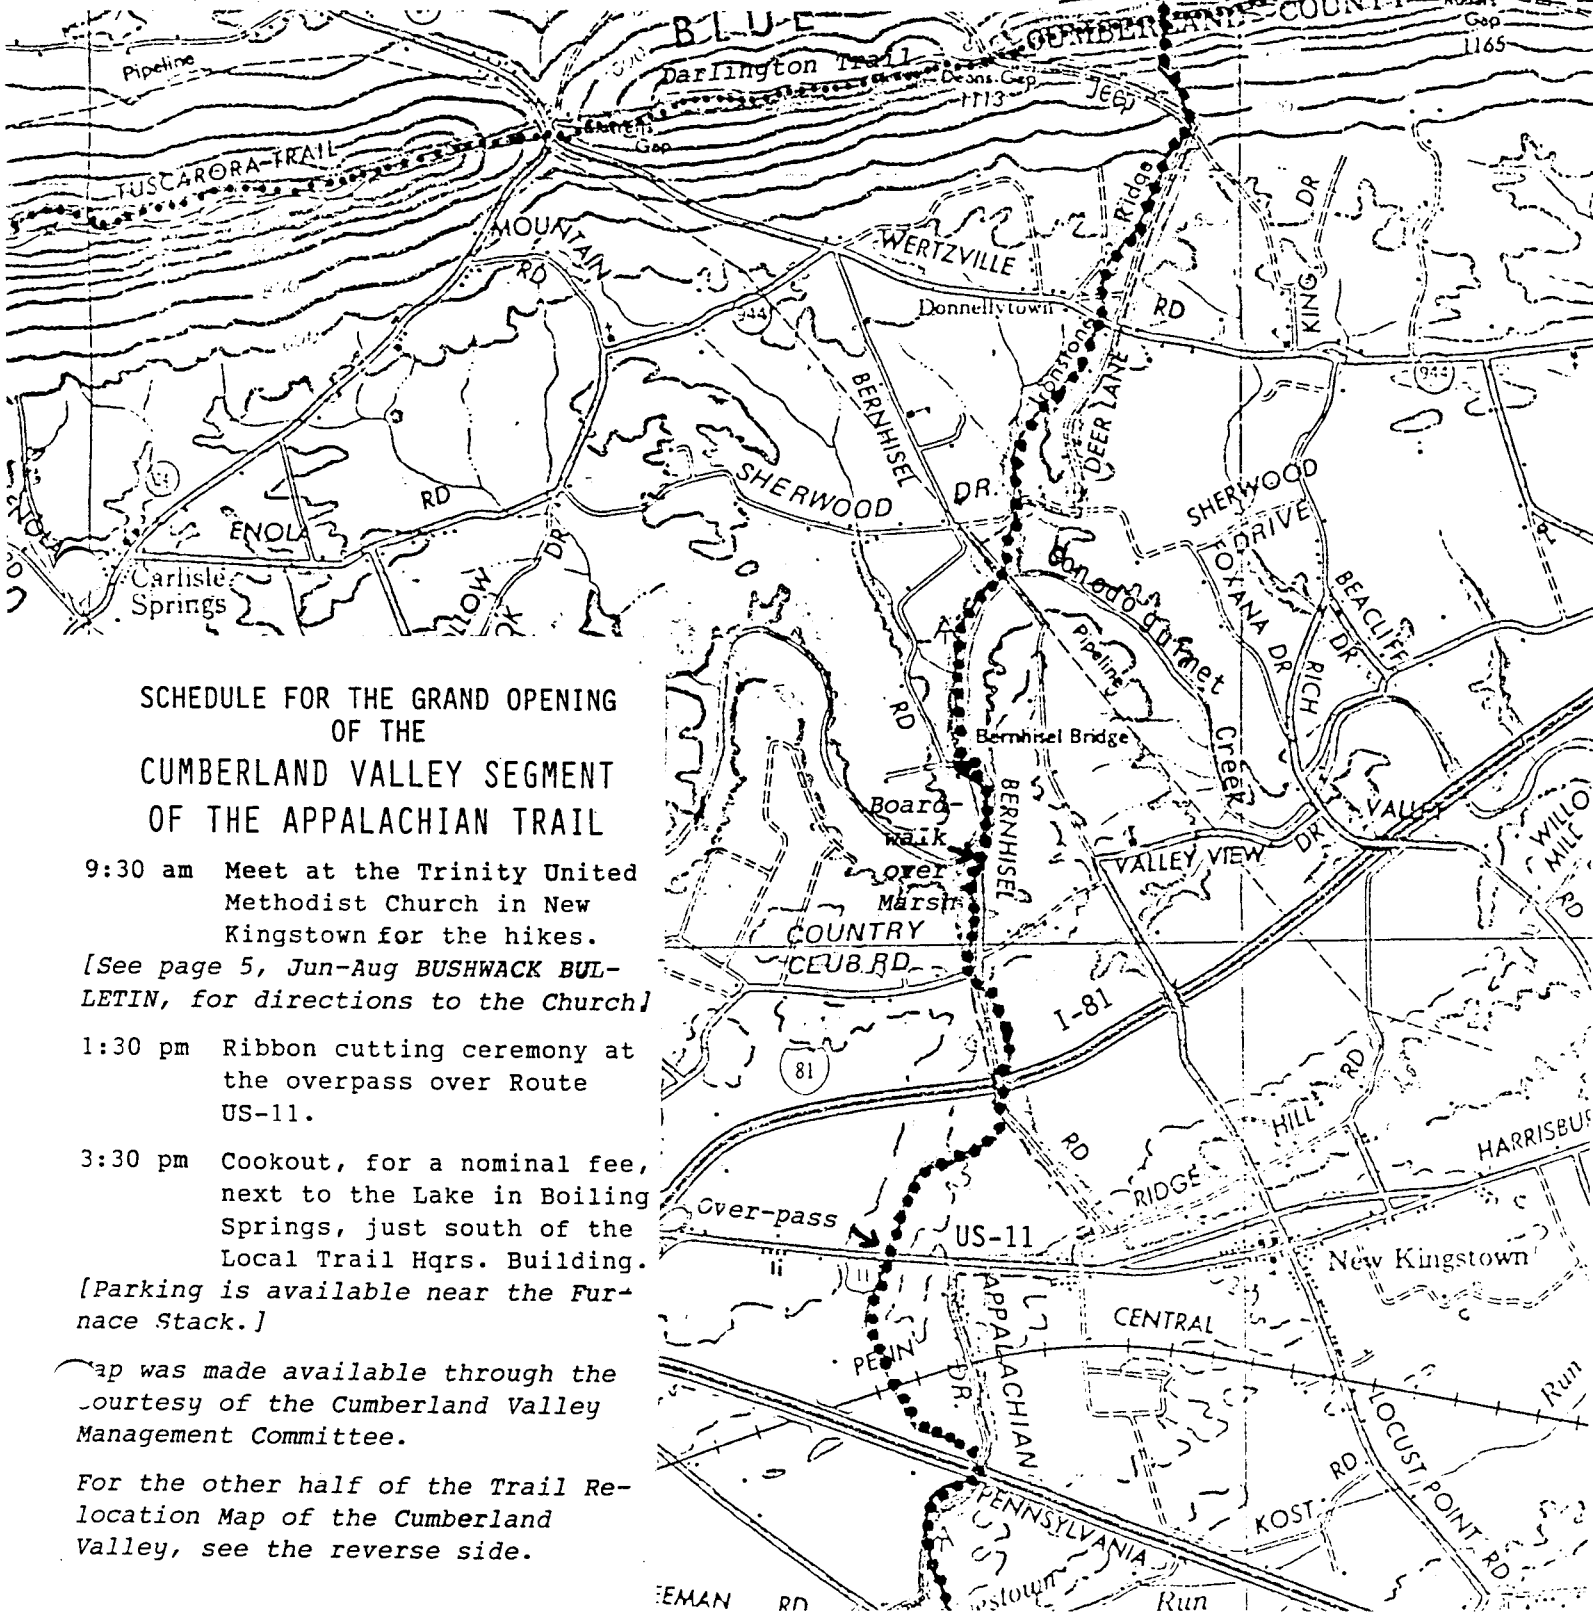 BLUE
CUMBERLAND COUNTY
Gap
1165
Pipeline
Darlington Trail
Deans Gap
1113
Jeep
Gap
TUSCARORA TRAIL
MOUNTAIN
RD
WERTZVILLE
RD
Donnellytown
944
KING DR
944
Ironstone Ridge
DEER LANE
BERNHISEL
SHERWOOD DR.
SHERWOOD
DRIVE
RD
ENOLA
ENOLA
Carlisle
Springs
DR
Conodoguinet Creek
Pipeline
BEACLIFF
DR
RICH
RD
Bernhisel Bridge
BERNHISEL
Board-
walk
over
Marsh
VALLEY VIEW DR
VALLEY
RD
COUNTRY
CLUB RD
I-81
81
RD
RIDGE HILL RD
Over-pass
US-11
11
New Kingstown
CENTRAL
PENN
APPALACHIAN
DR.
LOCUST POINT RD
KOST RD
Run
PENNSYLVANIA
Run
RD
SCHEDULE FOR THE GRAND OPENING
OF THE
CUMBERLAND VALLEY SEGMENT
OF THE APPALACHIAN TRAIL
9:30 am Meet at the Trinity United
Methodist Church in New
Kingstown for the hikes.
[See page 5, Jun-Aug BUSHWACK BUL-
LETIN, for directions to the Church]
1:30 pm Ribbon cutting ceremony at
the overpass over Route
US-11.
3:30 pm Cookout, for a nominal fee,
next to the Lake in Boiling
Springs, just south of the
Local Trail Hqrs. Building.
[Parking is available near the Fur-
nace Stack.]
ap was made available through the
ourtesy of the Cumberland Valley
Management Committee.
For the other half of the Trail Re-
location Map of the Cumberland
Valley, see the reverse side.